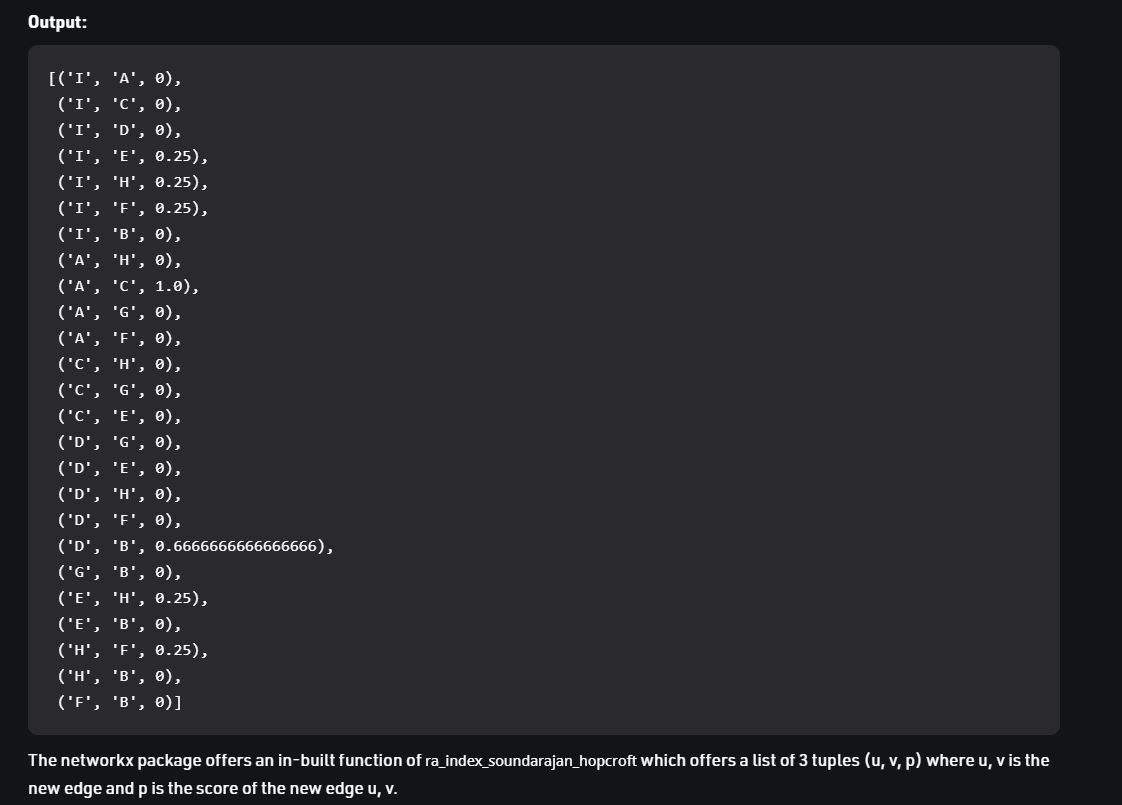 Output:
[('I', 'A', 0),
('I', 'C', 0),
('I', 'D', 0),
('I', 'E', 0.25),
('I', 'H', 0.25),
('I', 'F', 0.25),
('I', 'B', 0),
('A', 'H', 0),
('A', 'C', 1.0),
('A', 'G', 0),
('A', 'F', 0),
('C', 'H', 0),
('C', 'G', 0),
('C', 'E', 0),
('D', 'G', 0),
('D', 'E', 0),
('D', 'H', 0),
('D', 'F', 0),
('D', 'B', 0.6666666666666666),
('G', 'B', 0),
('E', 'H', 0.25),
('E', 'B', 0),
('H', 'F', 0.25),
('H', 'B', 0),
('F', 'B', 0)]
The networkx package offers an in-built function of ra_index_soundarajan_hopcroft which offers a list of 3 tuples (u, v, p) where u, v is the
new edge and p is the score of the new edge u, v.